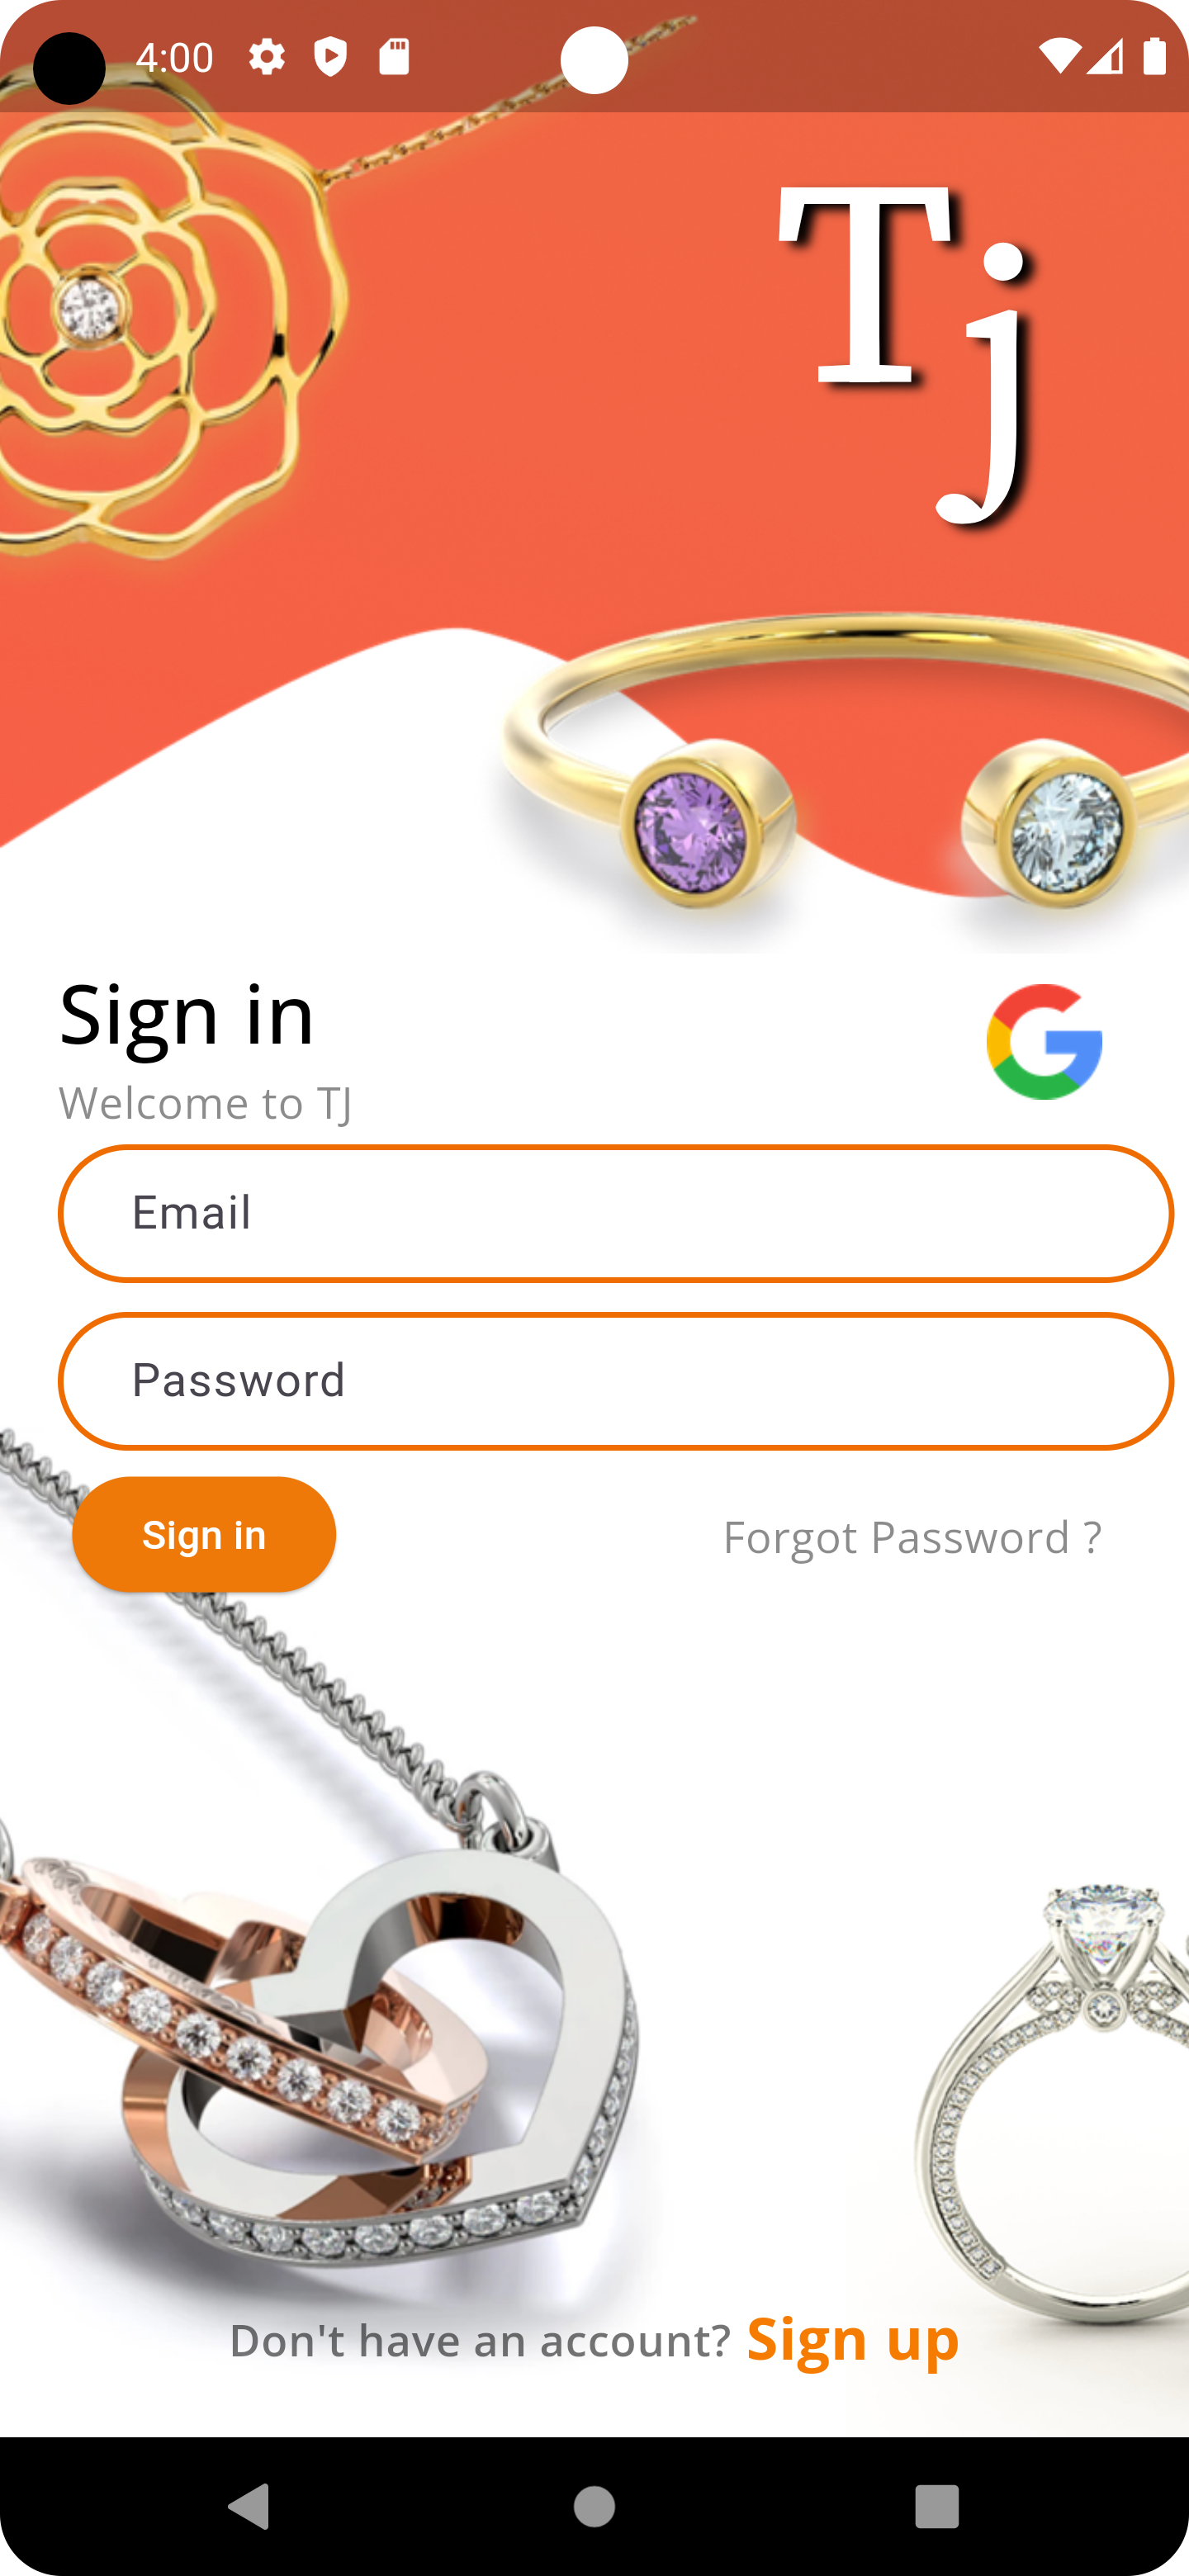 4:00
Tj
Sign in
Welcome to TJ
Email
Password
Sign in
Forgot Password ?
Don't have an account? Sign up